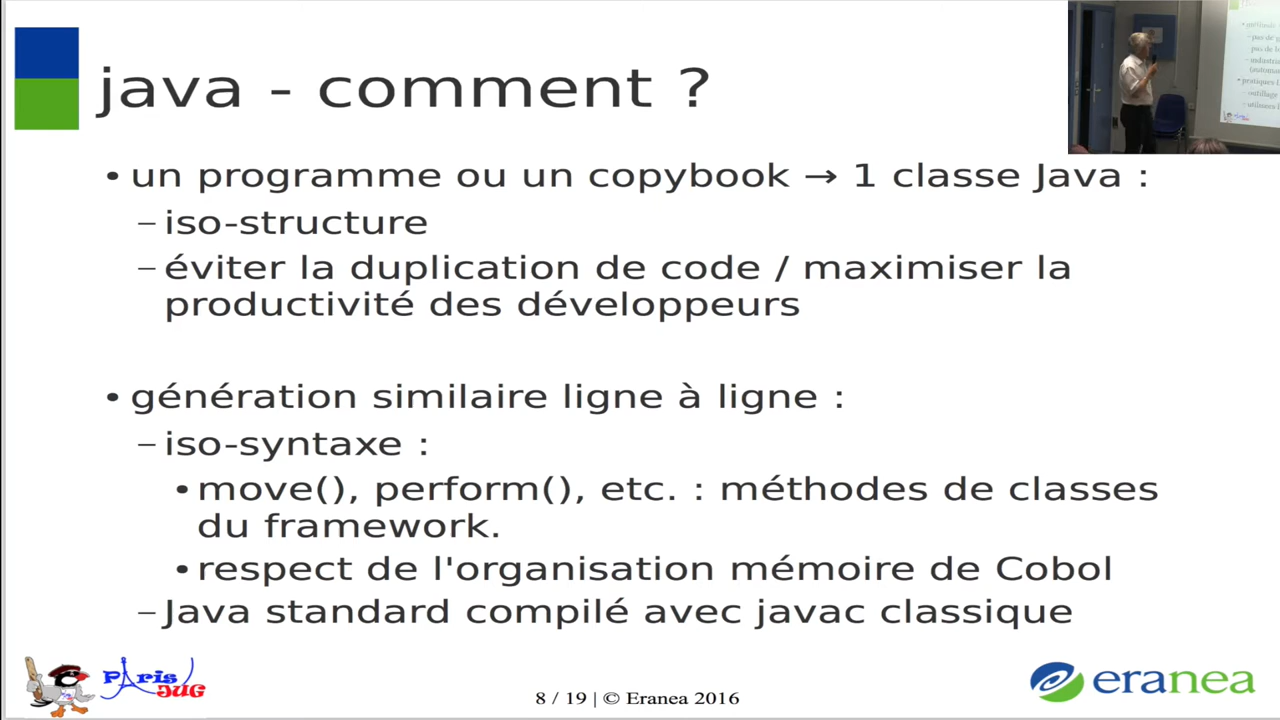 java - comment ?
• un programme ou un copybook → 1 classe Java :
– iso-structure
– éviter la duplication de code / maximiser la
productivité des développeurs
• génération similaire ligne à ligne :
– iso-syntaxe :
• move(), perform(), etc. : méthodes de classes
du framework.
• respect de l'organisation mémoire de Cobol
– Java standard compilé avec javac classique
Paris
JUG
8 / 19 | © Eranea 2016
eranea